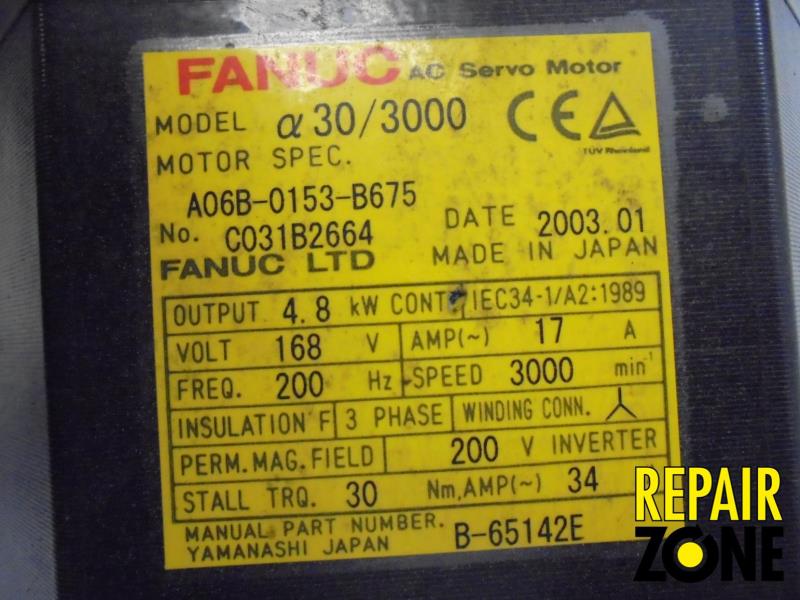 FANUC AC Servo Motor
MODEL α30/3000 CE
TÜV Rheinland
MOTOR SPEC.
A06B-0153-B675
No. C031B2664 DATE 2003.01
FANUC LTD MADE IN JAPAN
OUTPUT 4.8 kW CONT. IEC34-1/A2:1989
VOLT 168 V AMP(~) 17 A
FREQ. 200 Hz SPEED 3000 min⁻¹
INSULATION F 3 PHASE WINDING CONN.
PERM.MAG.FIELD 200 V INVERTER
STALL TRQ. 30 Nm,AMP(~) 34
MANUAL PART NUMBER. B-65142E
YAMANASHI JAPAN
REPAIR
ZONE